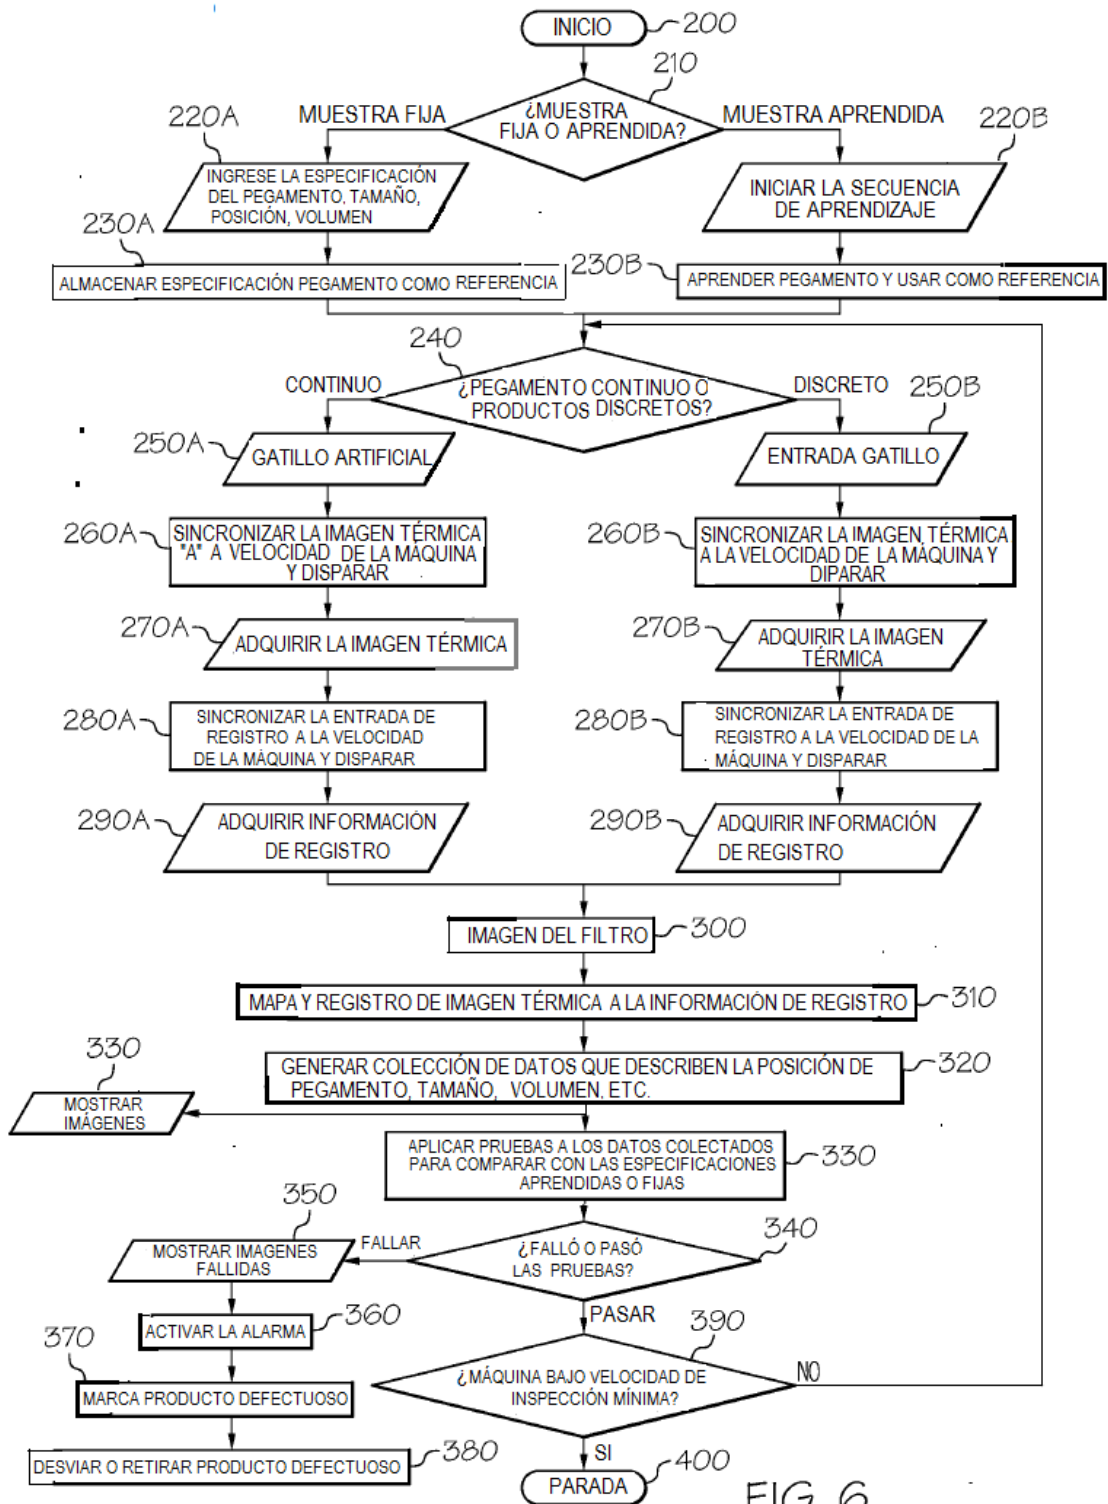 INICIO
200
210
¿MUESTRA
FIJA O APRENDIDA?
MUESTRA FIJA
MUESTRA APRENDIDA
220A
220B
INGRESE LA ESPECIFICACIÓN
DEL PEGAMENTO, TAMAÑO,
POSICIÓN, VOLUMEN
INICIAR LA SECUENCIA
DE APRENDIZAJE
230A
230B
ALMACENAR ESPECIFICACIÓN PEGAMENTO COMO REFERENCIA
APRENDER PEGAMENTO Y USAR COMO REFERENCIA
240
¿PEGAMENTO CONTINUO O
PRODUCTOS DISCRETOS?
CONTINUO
DISCRETO
250A
250B
GATILLO ARTIFICIAL
ENTRADA GATILLO
260A
SINCRONIZAR LA IMAGEN TÉRMICA
"A" A VELOCIDAD DE LA MÁQUINA
Y DISPARAR
260B
SINCRONIZAR LA IMAGEN TÉRMICA
A LA VELOCIDAD DE LA MÁQUINA Y
DIPARAR
270A
ADQUIRIR LA IMAGEN TÉRMICA
270B
ADQUIRIR LA IMAGEN
TÉRMICA
280A
SINCRONIZAR LA ENTRADA DE
REGISTRO A LA VELOCIDAD
DE LA MÁQUINA Y DISPARAR
280B
SINCRONIZAR LA ENTRADA DE
REGISTRO A LA VELOCIDAD DE LA
MÁQUINA Y DISPARAR
290A
ADQUIRIR INFORMACIÓN
DE REGISTRO
290B
ADQUIRIR INFORMACIÓN
DE REGISTRO
IMAGEN DEL FILTRO
300
MAPA Y REGISTRO DE IMAGEN TÉRMICA A LA INFORMACIÓN DE REGISTRO
310
GENERAR COLECCIÓN DE DATOS QUE DESCRIBEN LA POSICIÓN DE
PEGAMENTO, TAMAÑO, VOLUMEN, ETC.
320
330
MOSTRAR
IMÁGENES
APLICAR PRUEBAS A LOS DATOS COLECTADOS
PARA COMPARAR CON LAS ESPECIFICACIONES
APRENDIDAS O FIJAS
330
350
MOSTRAR IMAGENES
FALLIDAS
FALLAR
¿FALLÓ O PASÓ
LAS PRUEBAS?
340
PASAR
ACTIVAR LA ALARMA
360
370
MARCA PRODUCTO DEFECTUOSO
390
¿MÁQUINA BAJO VELOCIDAD DE
INSPECCIÓN MÍNIMA?
NO
DESVIAR O RETIRAR PRODUCTO DEFECTUOSO
380
SI
PARADA
400
FIG. 6